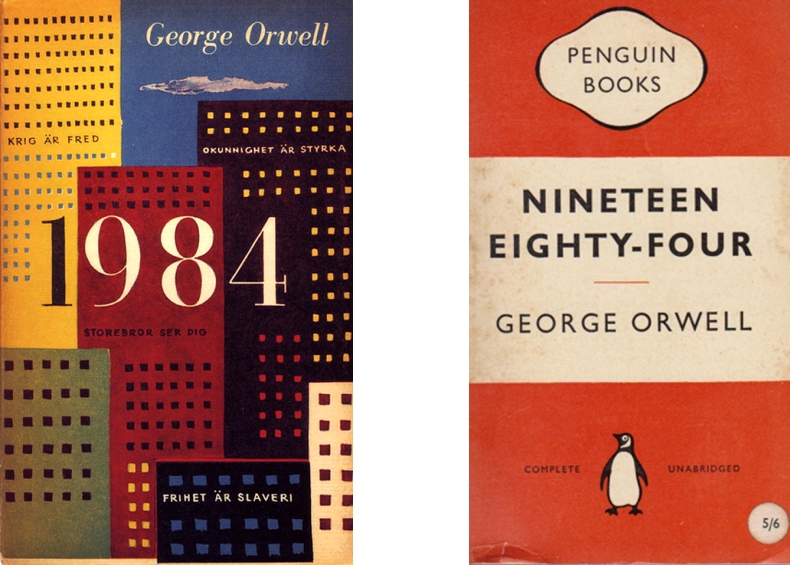 George Orwell
KRIG ÄR FRED
OKUNNIGHET ÄR STYRKA
1984
STOREBROR SER DIG
FRIHET ÄR SLAVERI
PENGUIN
BOOKS
NINETEEN
EIGHTY-FOUR
GEORGE ORWELL
COMPLETE UNABRIDGED
5/6